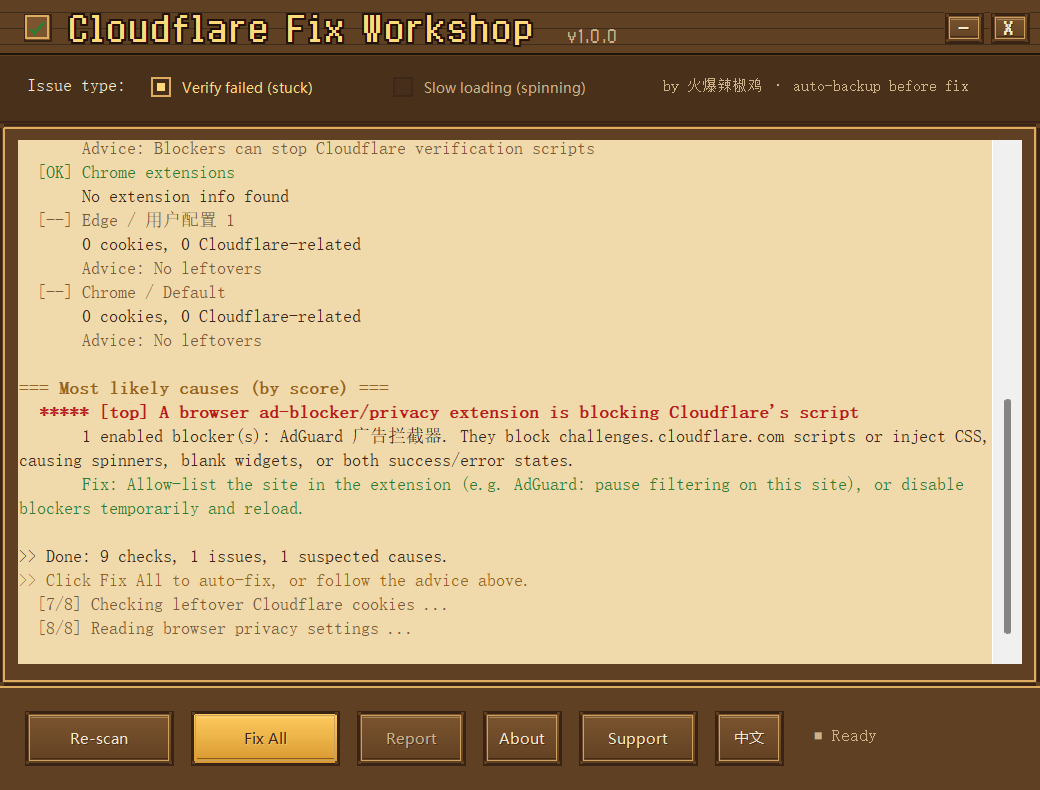 Cloudflare Fix Workshop v1.0.0
Issue type: Verify failed (stuck) Slow loading (spinning) by 火爆辣椒鸡 · auto-backup before fix
Advice: Blockers can stop Cloudflare verification scripts
[OK] Chrome extensions
No extension info found
[--] Edge / 用户配置 1
0 cookies, 0 Cloudflare-related
Advice: No leftovers
[--] Chrome / Default
0 cookies, 0 Cloudflare-related
Advice: No leftovers
=== Most likely causes (by score) ===
***** [top] A browser ad-blocker/privacy extension is blocking Cloudflare's script
1 enabled blocker(s): AdGuard 广告拦截器. They block challenges.cloudflare.com scripts or inject CSS,
causing spinners, blank widgets, or both success/error states.
Fix: Allow-list the site in the extension (e.g. AdGuard: pause filtering on this site), or disable
blockers temporarily and reload.
>> Done: 9 checks, 1 issues, 1 suspected causes.
>> Click Fix All to auto-fix, or follow the advice above.
[7/8] Checking leftover Cloudflare cookies ...
[8/8] Reading browser privacy settings ...
Re-scan Fix All Report About Support 中文 Ready